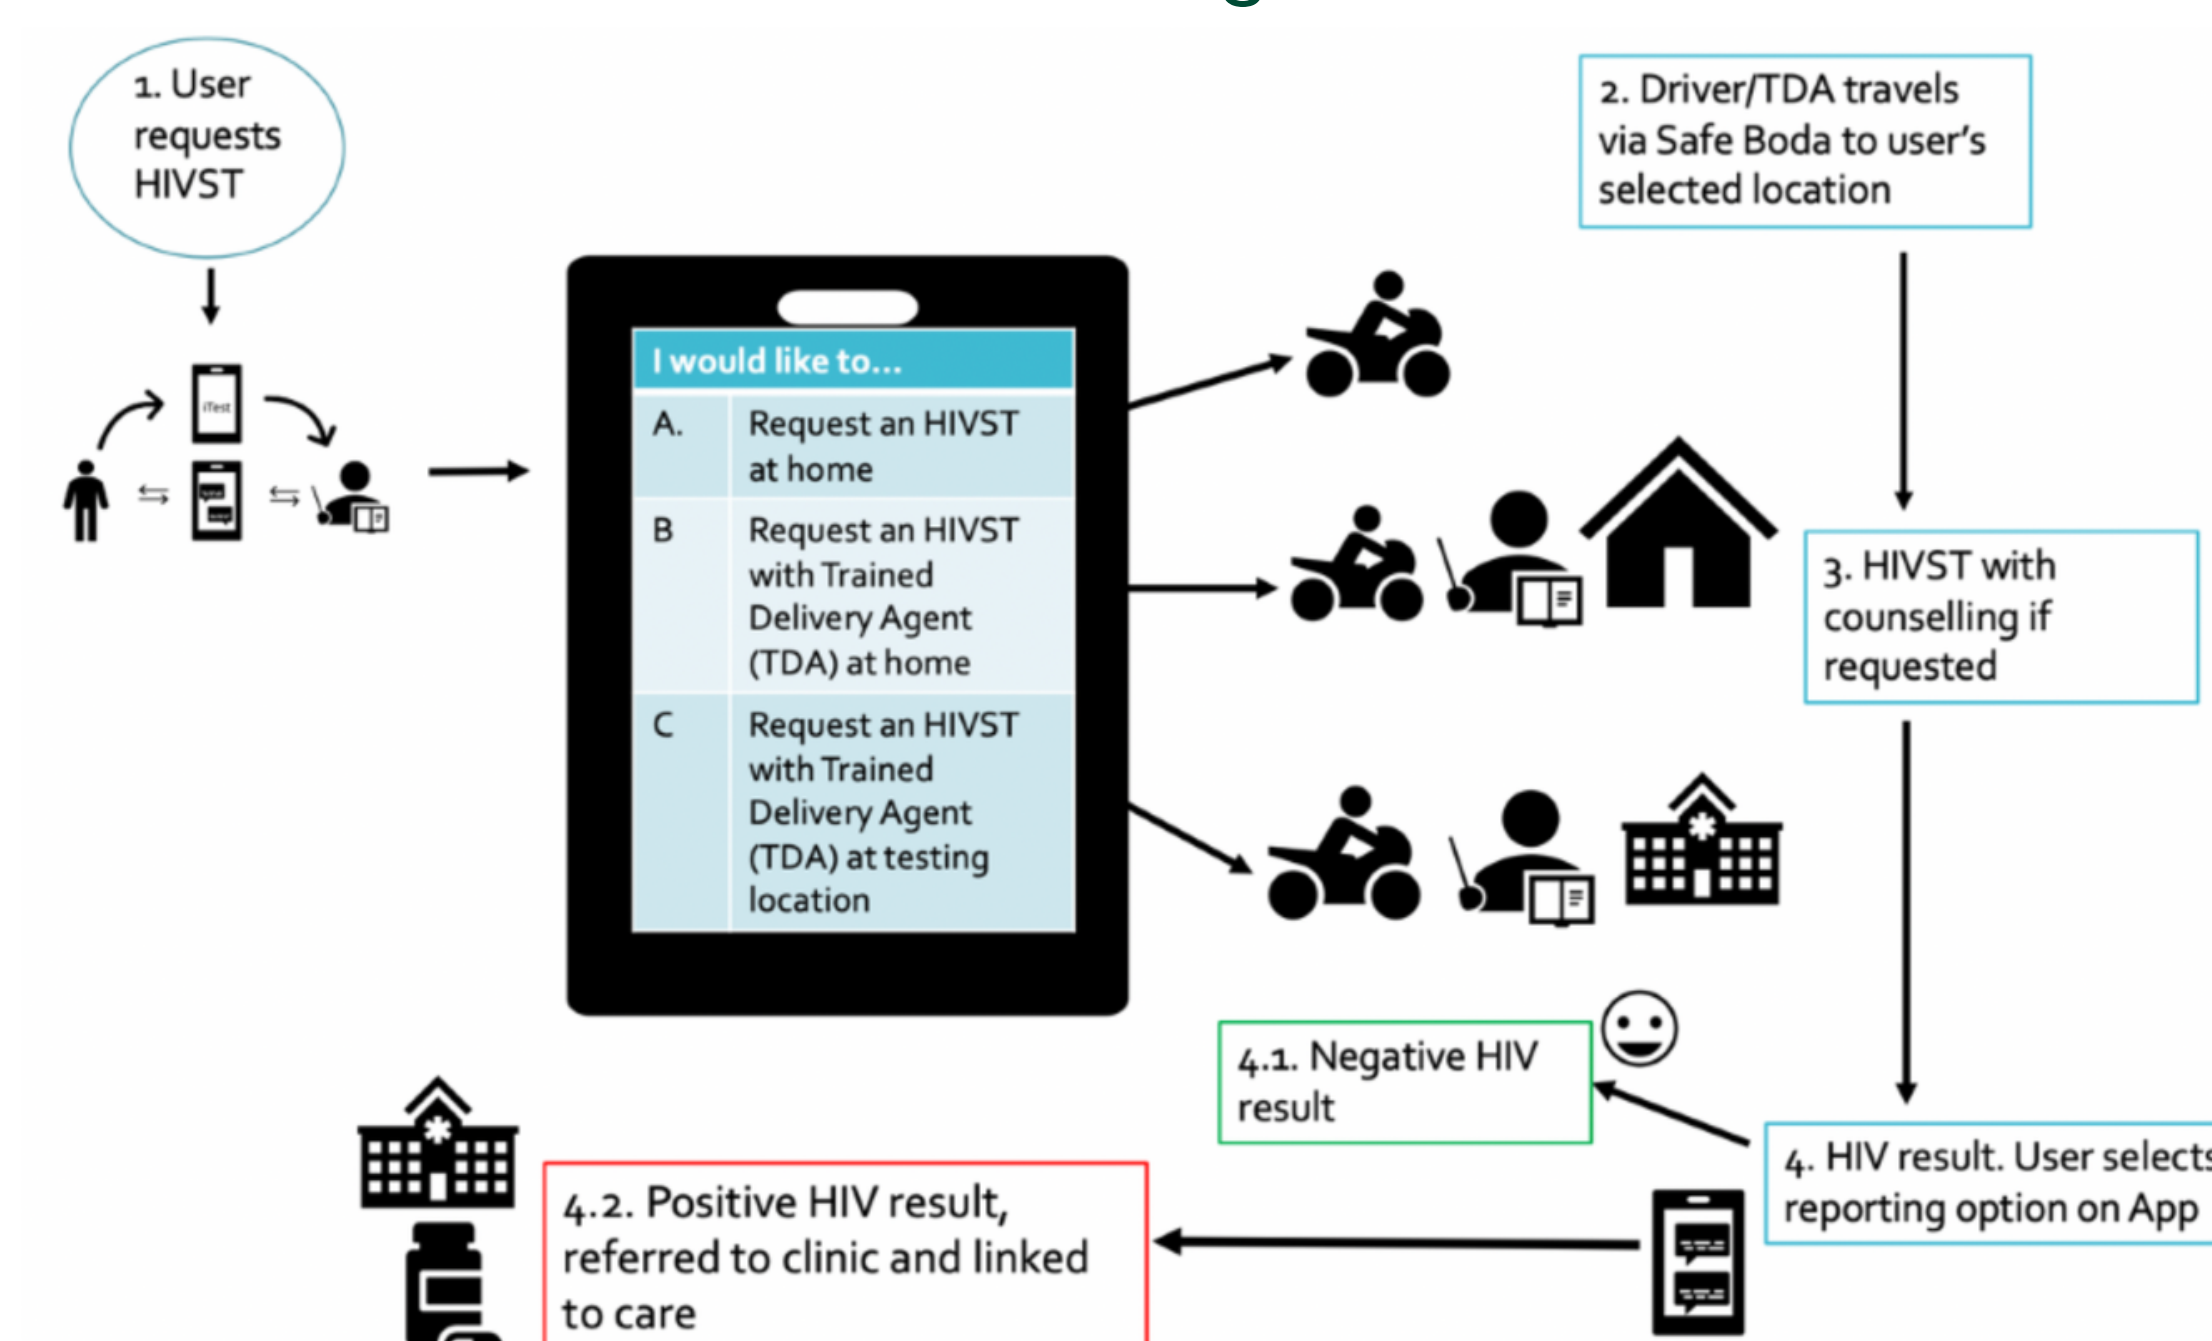 1. User
requests
HIVST
iTest
I would like to...
A.
Request an HIVST
at home
B
Request an HIVST
with Trained
Delivery Agent
(TDA) at home
C
Request an HIVST
with Trained
Delivery Agent
(TDA) at testing
location
2. Driver/TDA travels
via Safe Boda to user's
selected location
3. HIVST with
counselling if
requested
4. HIV result. User selects
reporting option on App
4.1. Negative HIV
result
4.2. Positive HIV result,
referred to clinic and linked
to care